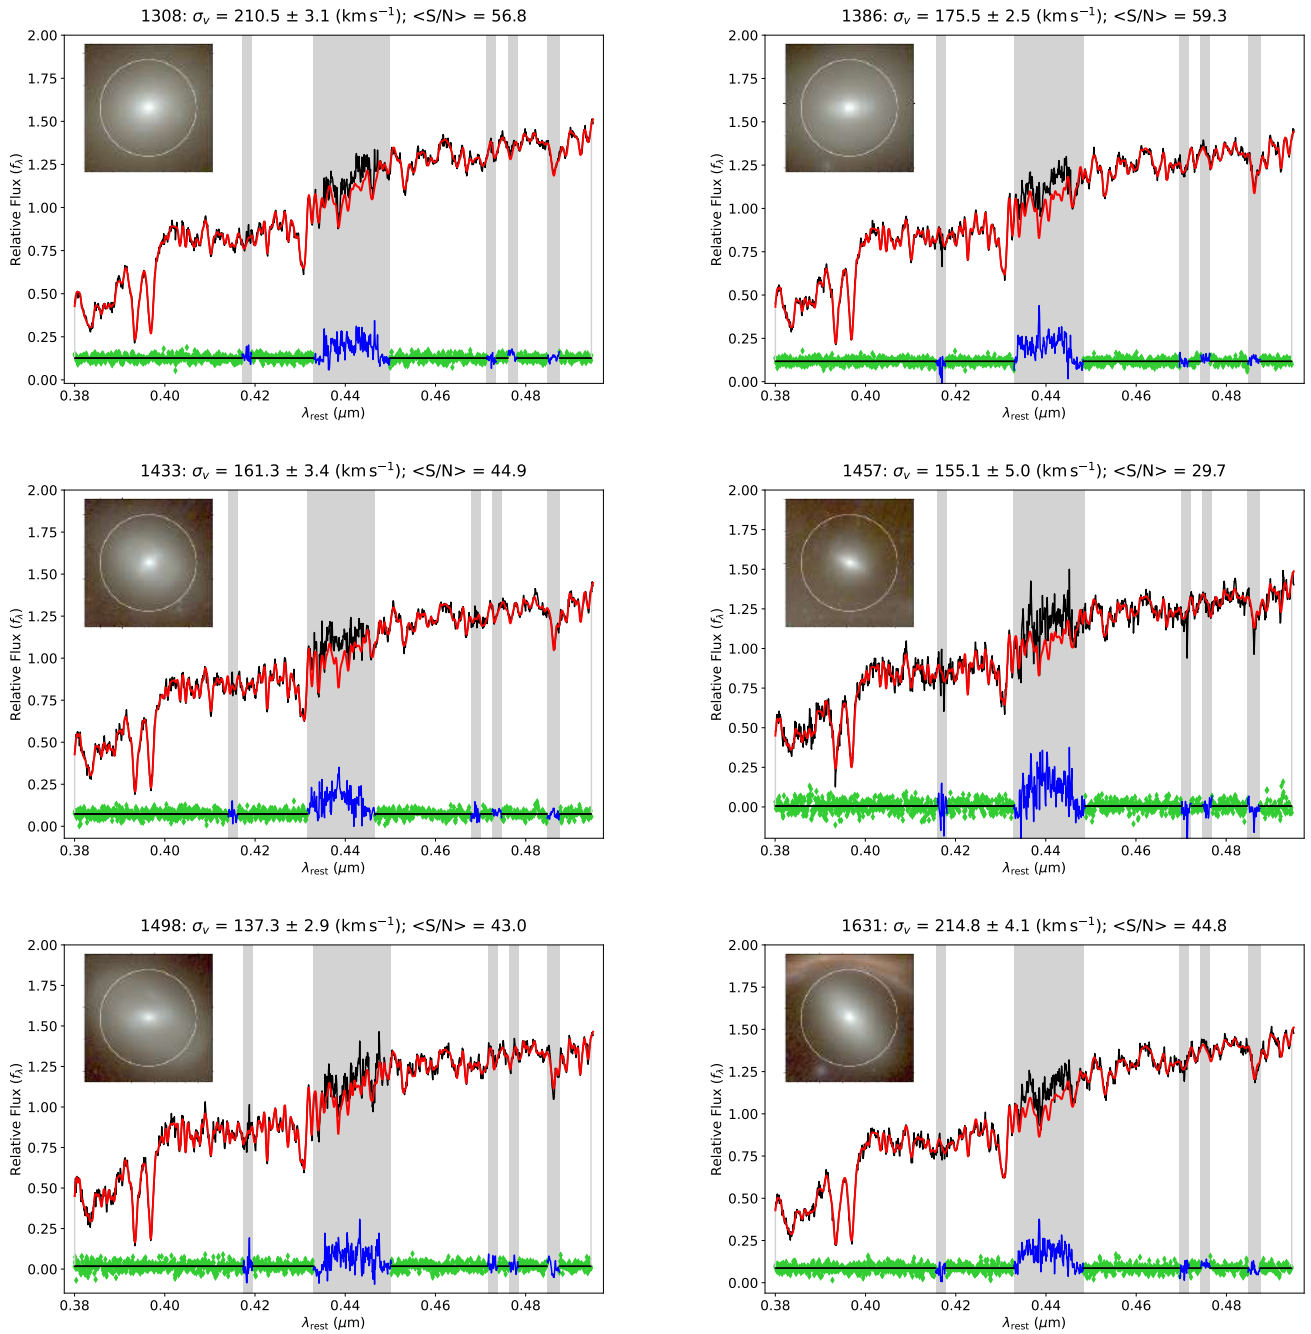 1308: σv = 210.5 ± 3.1 (km s⁻¹); <S/N> = 56.8
2.00
1.75
1.50
1.25
1.00
0.75
0.50
0.25
0.00
Relative Flux (fλ)
0.38 0.40 0.42 0.44 0.46 0.48
λrest (μm)
1386: σv = 175.5 ± 2.5 (km s⁻¹); <S/N> = 59.3
2.00
1.75
1.50
1.25
1.00
0.75
0.50
0.25
0.00
Relative Flux (fλ)
0.38 0.40 0.42 0.44 0.46 0.48
λrest (μm)
1433: σv = 161.3 ± 3.4 (km s⁻¹); <S/N> = 44.9
2.00
1.75
1.50
1.25
1.00
0.75
0.50
0.25
0.00
Relative Flux (fλ)
0.38 0.40 0.42 0.44 0.46 0.48
λrest (μm)
1457: σv = 155.1 ± 5.0 (km s⁻¹); <S/N> = 29.7
2.00
1.75
1.50
1.25
1.00
0.75
0.50
0.25
0.00
Relative Flux (fλ)
0.38 0.40 0.42 0.44 0.46 0.48
λrest (μm)
1498: σv = 137.3 ± 2.9 (km s⁻¹); <S/N> = 43.0
2.00
1.75
1.50
1.25
1.00
0.75
0.50
0.25
0.00
Relative Flux (fλ)
0.38 0.40 0.42 0.44 0.46 0.48
λrest (μm)
1631: σv = 214.8 ± 4.1 (km s⁻¹); <S/N> = 44.8
2.00
1.75
1.50
1.25
1.00
0.75
0.50
0.25
0.00
Relative Flux (fλ)
0.38 0.40 0.42 0.44 0.46 0.48
λrest (μm)